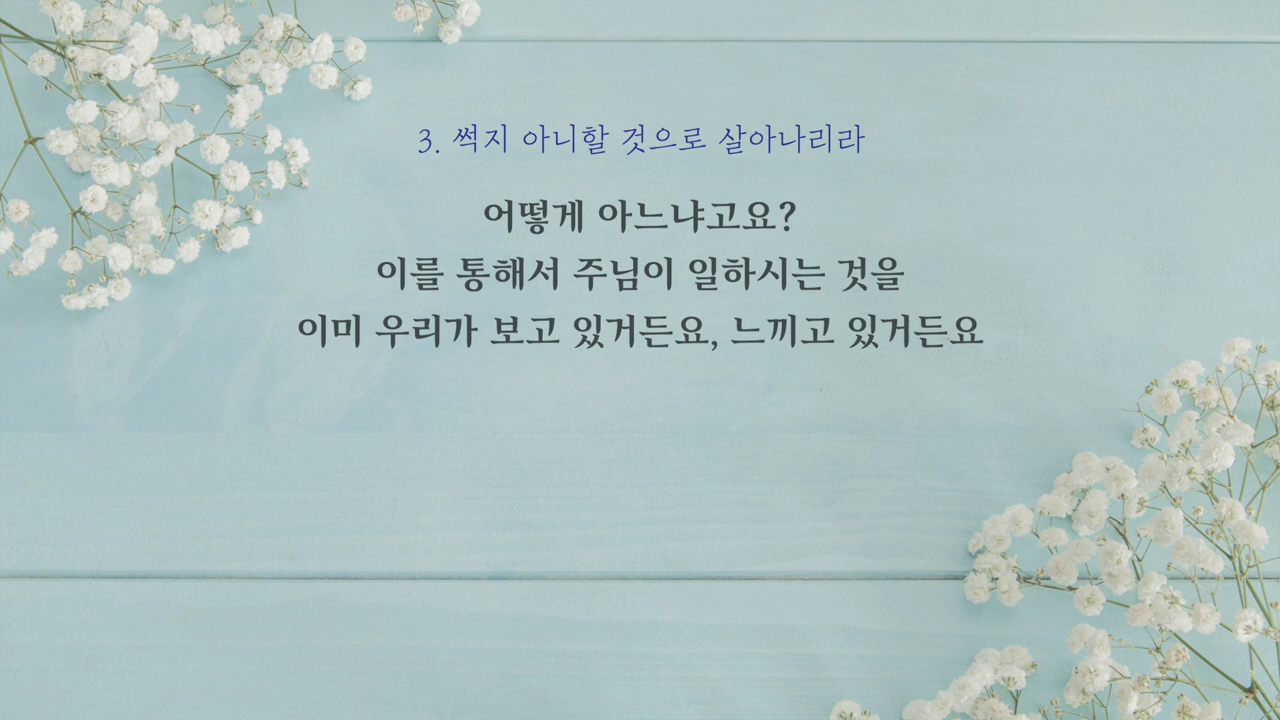 3. 썩지 아니할 것으로 살아나리라
어떻게 아느냐고요?
이를 통해서 주님이 일하시는 것을
이미 우리가 보고 있거든요, 느끼고 있거든요